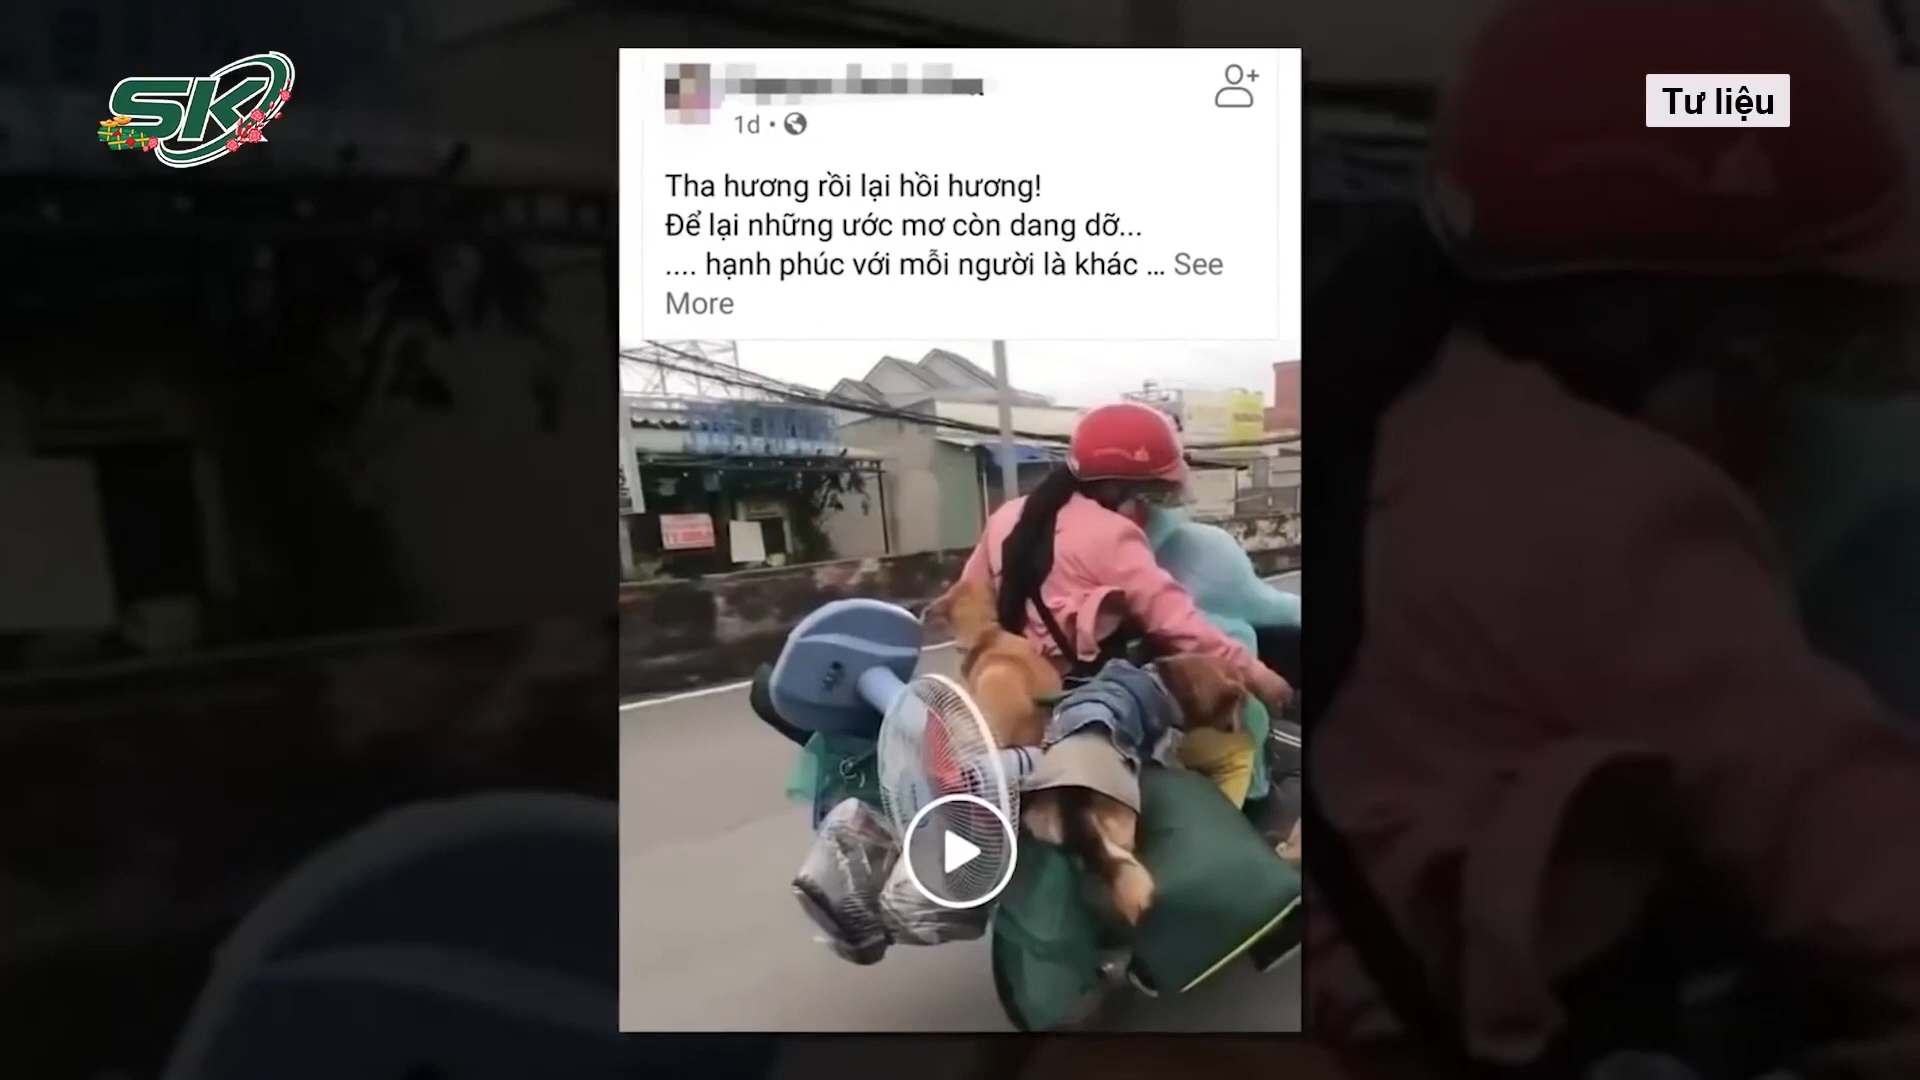 SK
Tư liệu
1d
Tha hương rồi lại hồi hương!
Để lại những ước mơ còn dang dỡ...
.... hạnh phúc với mỗi người là khác ... See
More